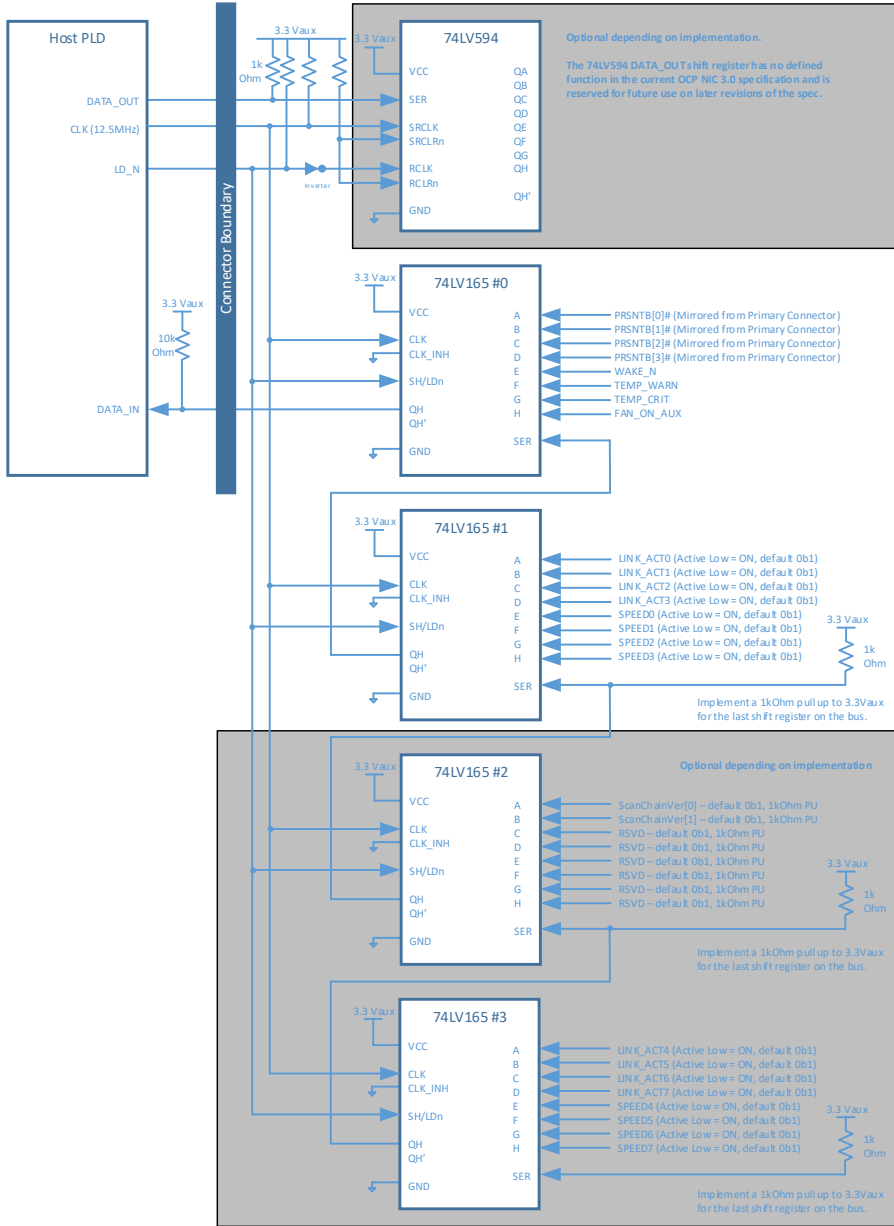 Host PLD
DATA_OUT
CLK (12.5MHz)
LD_N
3.3 Vaux
10k
Ohm
DATA_IN
Connector Boundary
3.3 Vaux
1k
Ohm
Inverter
74LV594
3.3 Vaux
VCC
SER
SRCLK
SRCLRn
RCLK
RCLRn
GND
QA
QB
QC
QD
QE
QF
QG
QH
QH'
Optional depending on implementation.
The 74LV594 DATA_OUT shift register has no defined
function in the current OCP NIC 3.0 specification and is
reserved for future use on later revisions of the spec.
74LV165 #0
3.3 Vaux
VCC
CLK
CLK_INH
SH/LDn
QH
QH'
GND
A
B
C
D
E
F
G
H
SER
PRSNTB[0]# (Mirrored from Primary Connector)
PRSNTB[1]# (Mirrored from Primary Connector)
PRSNTB[2]# (Mirrored from Primary Connector)
PRSNTB[3]# (Mirrored from Primary Connector)
WAKE_N
TEMP_WARN
TEMP_CRIT
FAN_ON_AUX
74LV165 #1
3.3 Vaux
VCC
CLK
CLK_INH
SH/LDn
QH
QH'
GND
A
B
C
D
E
F
G
H
SER
LINK_ACT0 (Active Low = ON, default 0b1)
LINK_ACT1 (Active Low = ON, default 0b1)
LINK_ACT2 (Active Low = ON, default 0b1)
LINK_ACT3 (Active Low = ON, default 0b1)
SPEED0 (Active Low = ON, default 0b1)
SPEED1 (Active Low = ON, default 0b1)
SPEED2 (Active Low = ON, default 0b1)
SPEED3 (Active Low = ON, default 0b1)
3.3 Vaux
1k
Ohm
Implement a 1kOhm pull up to 3.3Vaux
for the last shift register on the bus.
74LV165 #2
Optional depending on implementation
3.3 Vaux
VCC
CLK
CLK_INH
SH/LDn
QH
QH'
GND
A
B
C
D
E
F
G
H
SER
ScanChainVer[0] – default 0b1, 1kOhm PU
ScanChainVer[1] – default 0b1, 1kOhm PU
RSVD – default 0b1, 1kOhm PU
RSVD – default 0b1, 1kOhm PU
RSVD – default 0b1, 1kOhm PU
RSVD – default 0b1, 1kOhm PU
RSVD – default 0b1, 1kOhm PU
RSVD – default 0b1, 1kOhm PU
3.3 Vaux
1k
Ohm
Implement a 1kOhm pull up to 3.3Vaux
for the last shift register on the bus.
74LV165 #3
3.3 Vaux
VCC
CLK
CLK_INH
SH/LDn
QH
QH'
GND
A
B
C
D
E
F
G
H
SER
LINK_ACT4 (Active Low = ON, default 0b1)
LINK_ACT5 (Active Low = ON, default 0b1)
LINK_ACT6 (Active Low = ON, default 0b1)
LINK_ACT7 (Active Low = ON, default 0b1)
SPEED4 (Active Low = ON, default 0b1)
SPEED5 (Active Low = ON, default 0b1)
SPEED6 (Active Low = ON, default 0b1)
SPEED7 (Active Low = ON, default 0b1)
3.3 Vaux
1k
Ohm
Implement a 1kOhm pull up to 3.3Vaux
for the last shift register on the bus.